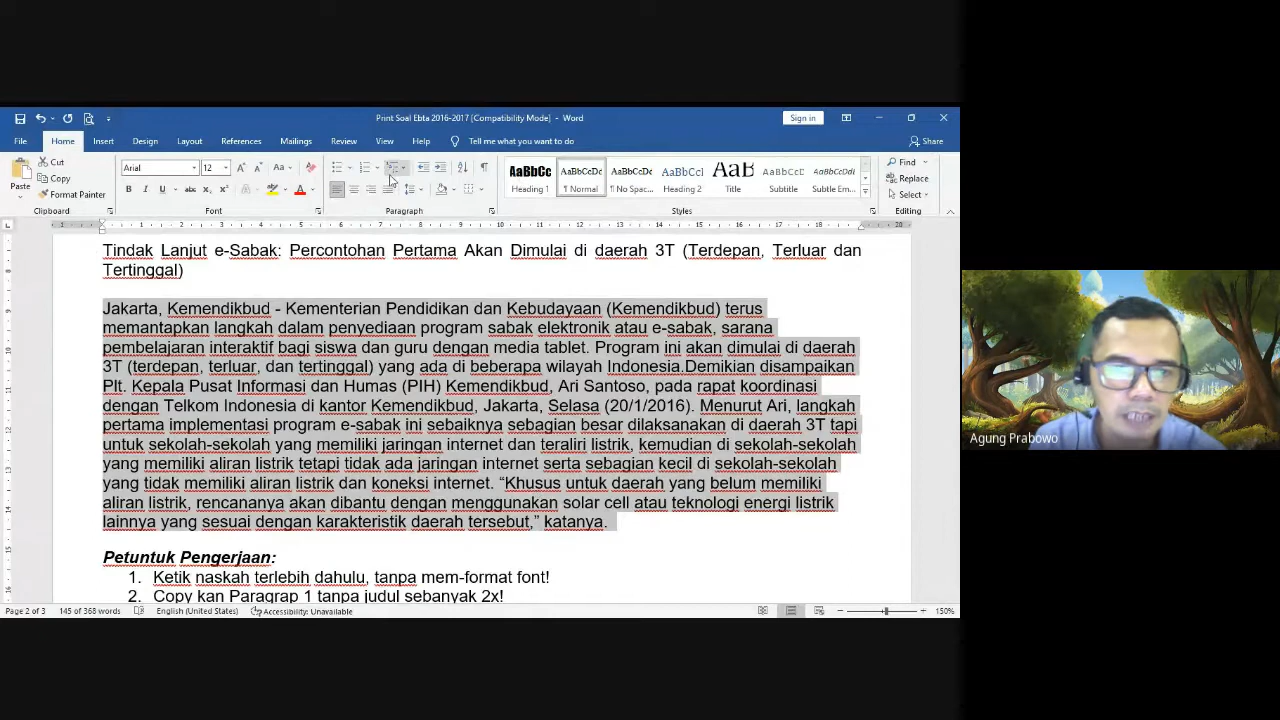 Print Soal Ebta 2016-2017 [Compatibility Mode] - Word
Sign in
File Home Insert Design Layout References Mailings Review View Help Tell me what you want to do Share
Paste
Cut
Copy
Format Painter
Clipboard
Arial 12
Font
Paragraph
AaBbCc AaBbCcDc AaBbCcDc AaBbCcI AaB AaBbCcC AaBbCcDc
Heading 1 ¶ Normal ¶ No Spac... Heading 2 Title Subtitle Subtle Em...
Styles
Find
Replace
Select
Editing
Tindak Lanjut e-Sabak: Percontohan Pertama Akan Dimulai di daerah 3T (Terdepan, Terluar dan
Tertinggal)
Jakarta, Kemendikbud - Kementerian Pendidikan dan Kebudayaan (Kemendikbud) terus
memantapkan langkah dalam penyediaan program sabak elektronik atau e-sabak, sarana
pembelajaran interaktif bagi siswa dan guru dengan media tablet. Program ini akan dimulai di daerah
3T (terdepan, terluar, dan tertinggal) yang ada di beberapa wilayah Indonesia.Demikian disampaikan
Plt. Kepala Pusat Informasi dan Humas (PIH) Kemendikbud, Ari Santoso, pada rapat koordinasi
dengan Telkom Indonesia di kantor Kemendikbud, Jakarta, Selasa (20/1/2016). Menurut Ari, langkah
pertama implementasi program e-sabak ini sebaiknya sebagian besar dilaksanakan di daerah 3T tapi
untuk sekolah-sekolah yang memiliki jaringan internet dan teraliri listrik, kemudian di sekolah-sekolah
yang memiliki aliran listrik tetapi tidak ada jaringan internet serta sebagian kecil di sekolah-sekolah
yang tidak memiliki aliran listrik dan koneksi internet. “Khusus untuk daerah yang belum memiliki
aliran listrik, rencananya akan dibantu dengan menggunakan solar cell atau teknologi energi listrik
lainnya yang sesuai dengan karakteristik daerah tersebut,” katanya.
Petuntuk Pengerjaan:
1. Ketik naskah terlebih dahulu, tanpa mem-format font!
2. Copy kan Paragrap 1 tanpa judul sebanyak 2x!
Page 2 of 3 145 of 368 words English (United States) Accessibility: Unavailable 150%
Agung Prabowo